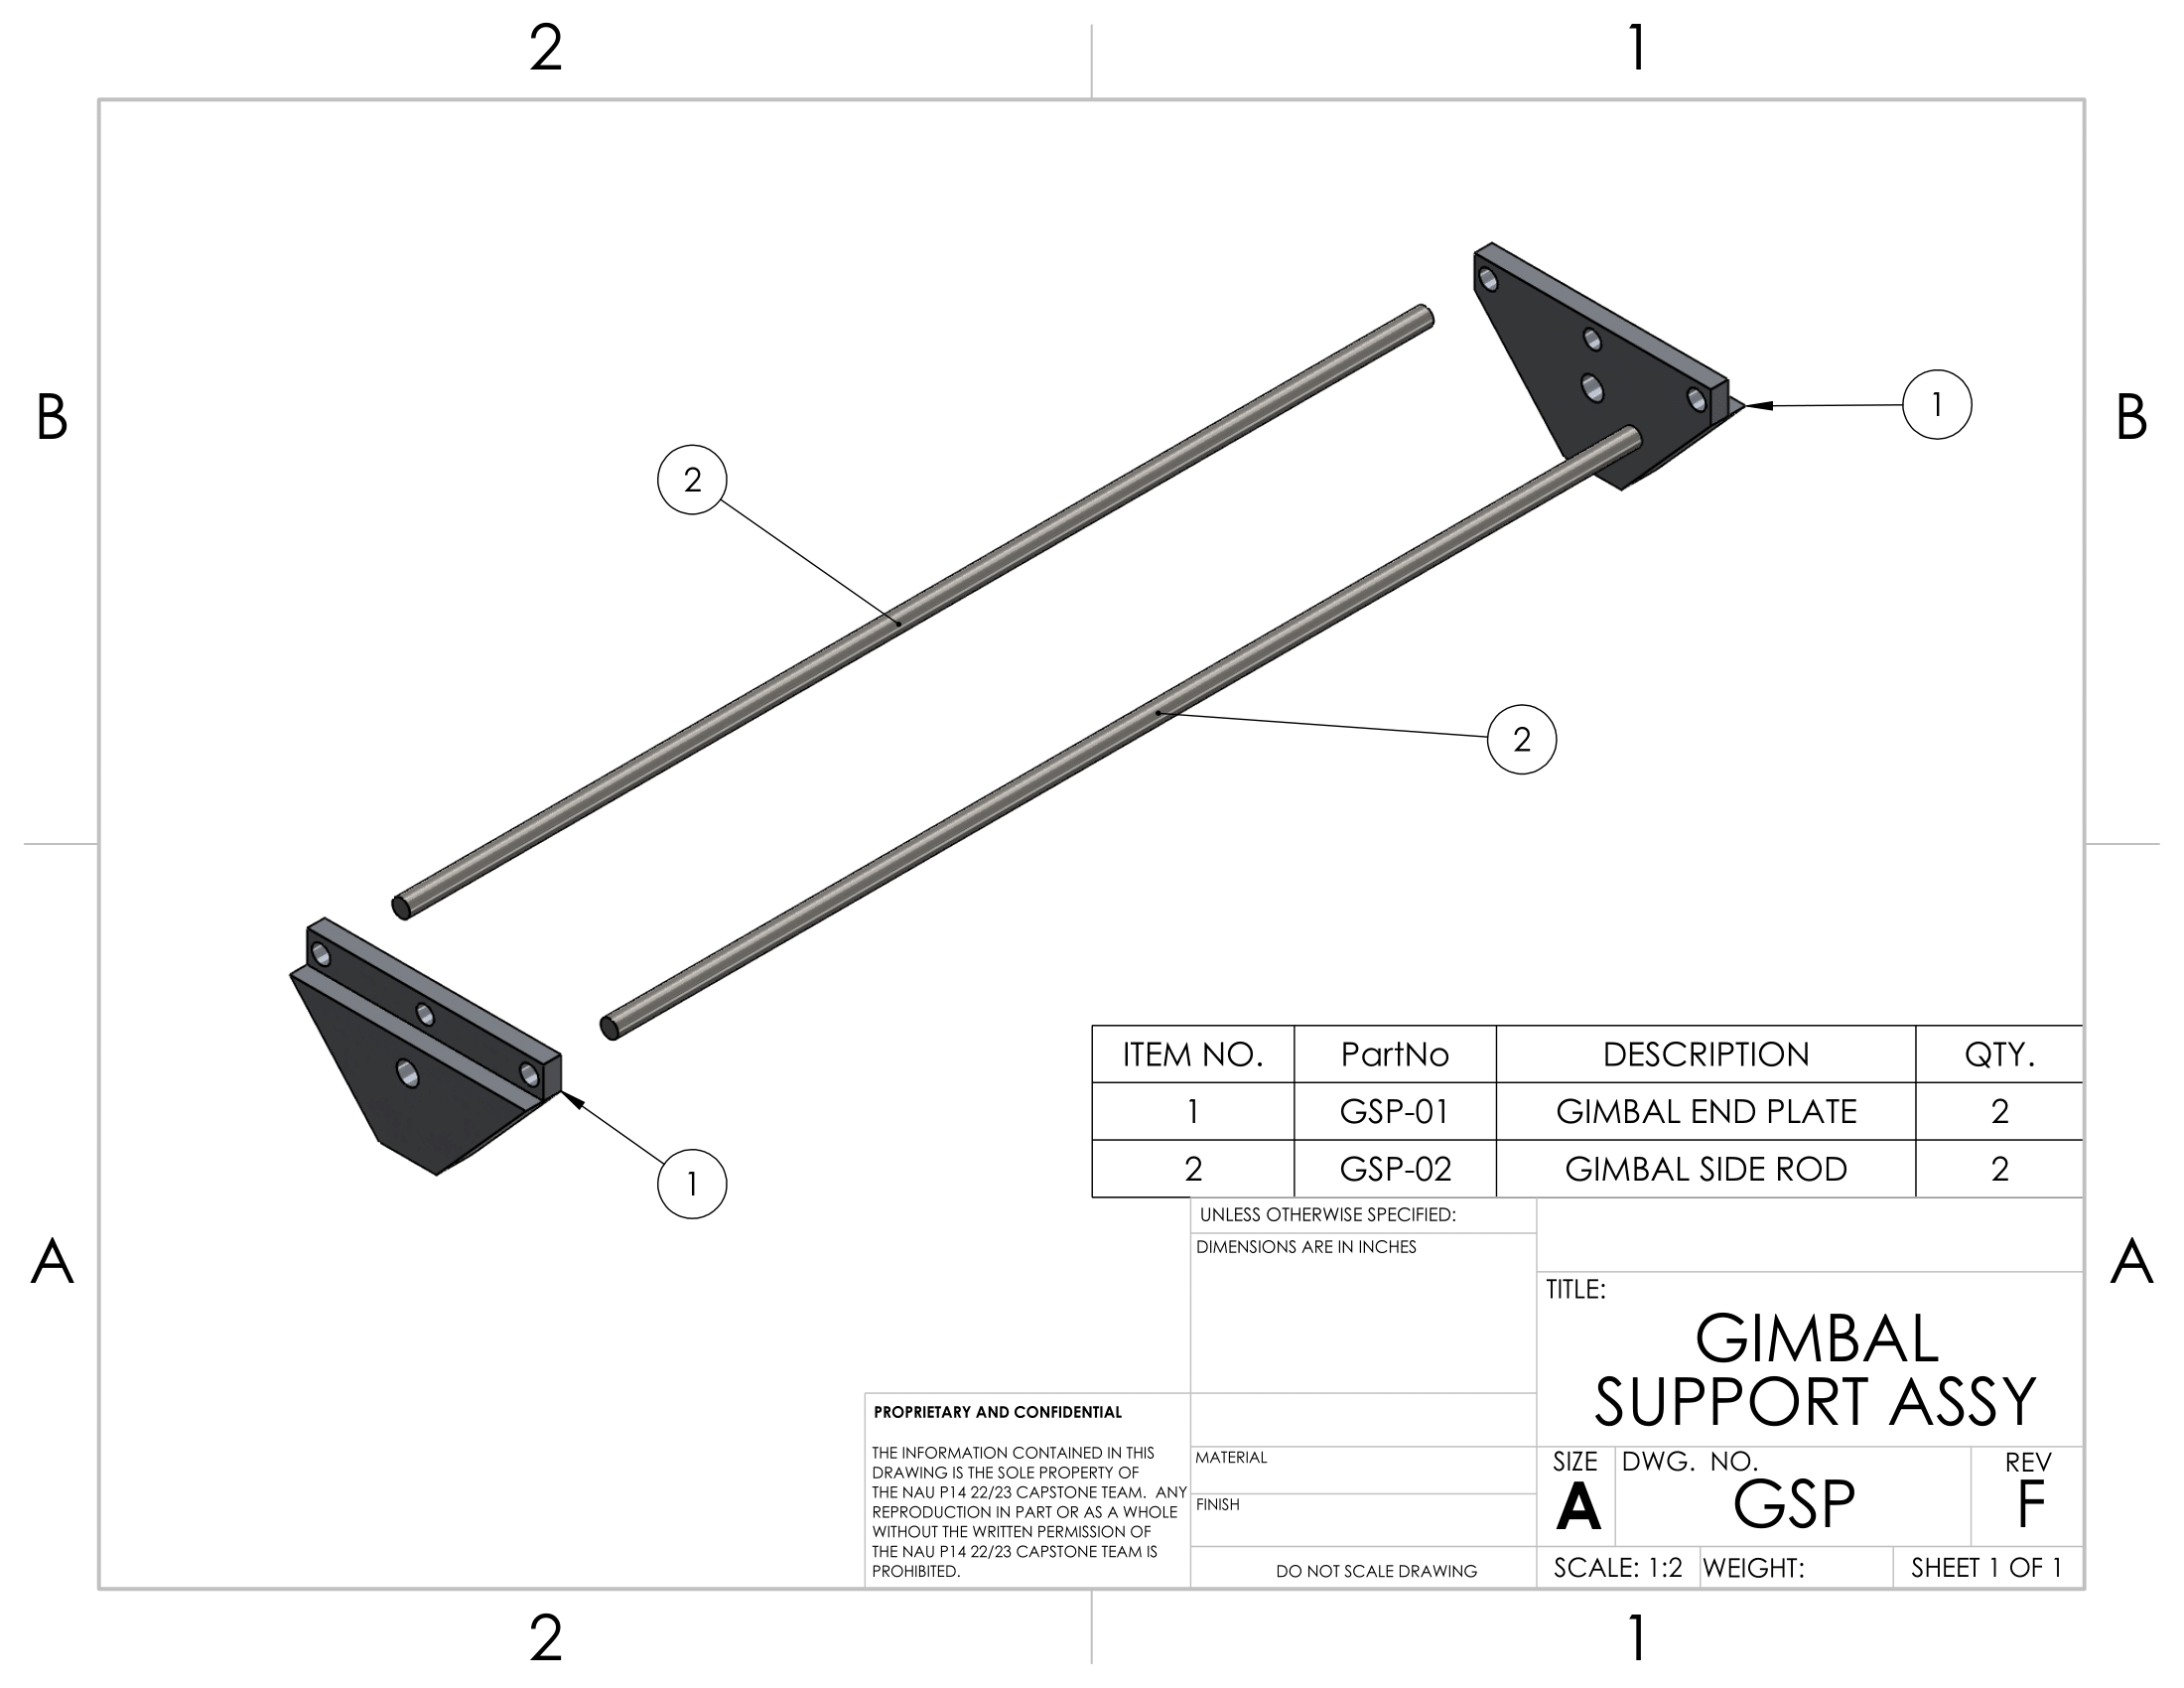 2 1
B B
1
2
2
1
ITEM NO. PartNo DESCRIPTION QTY.
1 GSP-01 GIMBAL END PLATE 2
2 GSP-02 GIMBAL SIDE ROD 2
UNLESS OTHERWISE SPECIFIED:
DIMENSIONS ARE IN INCHES
A A
TITLE:
GIMBAL
SUPPORT ASSY
PROPRIETARY AND CONFIDENTIAL
THE INFORMATION CONTAINED IN THIS
DRAWING IS THE SOLE PROPERTY OF
THE NAU P14 22/23 CAPSTONE TEAM. ANY
REPRODUCTION IN PART OR AS A WHOLE
WITHOUT THE WRITTEN PERMISSION OF
THE NAU P14 22/23 CAPSTONE TEAM IS
PROHIBITED.
MATERIAL
FINISH
DO NOT SCALE DRAWING
SIZE DWG. NO. REV
A GSP F
SCALE: 1:2 WEIGHT: SHEET 1 OF 1
2 1